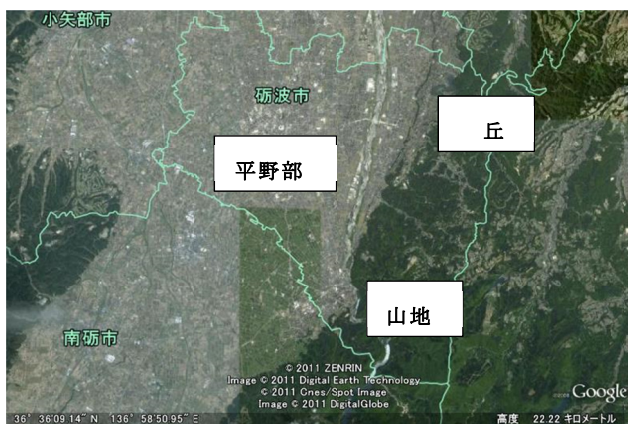 小矢部市
砺波市
丘
平野部
山地
南砺市
© 2011 ZENRIN
Image © 2011 Digital Earth Technology
© 2011 Cnes/Spot Image
Image © 2011 DigitalGlobe
Google
36° 36'09.14" N 136° 58'50.95" E
高度 22.22 キロメートル